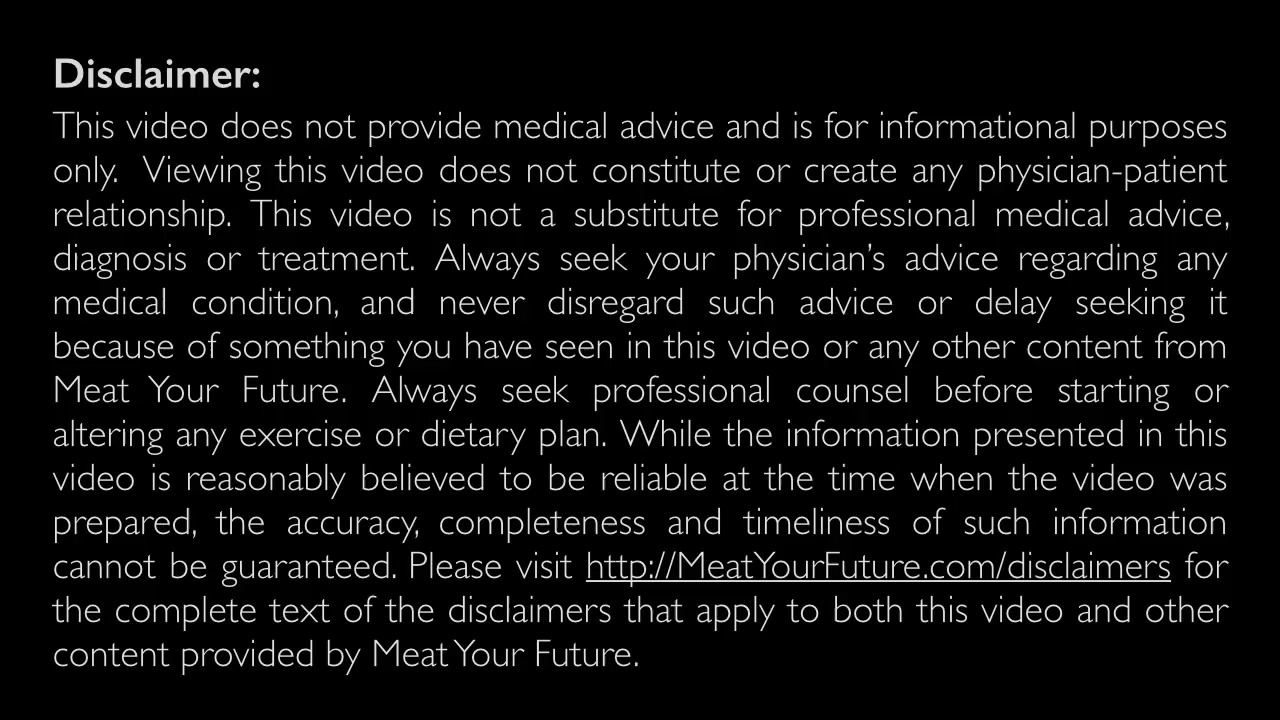 Disclaimer:
This video does not provide medical advice and is for informational purposes
only.  Viewing this video does not constitute or create any physician-patient
relationship. This video is not a substitute for professional medical advice,
diagnosis or treatment. Always seek your physician’s advice regarding any
medical condition, and never disregard such advice or delay seeking it
because of something you have seen in this video or any other content from
Meat Your Future. Always seek professional counsel before starting or
altering any exercise or dietary plan. While the information presented in this
video is reasonably believed to be reliable at the time when the video was
prepared, the accuracy, completeness and timeliness of such information
cannot be guaranteed. Please visit http://MeatYourFuture.com/disclaimers for
the complete text of the disclaimers that apply to both this video and other
content provided by Meat Your Future.